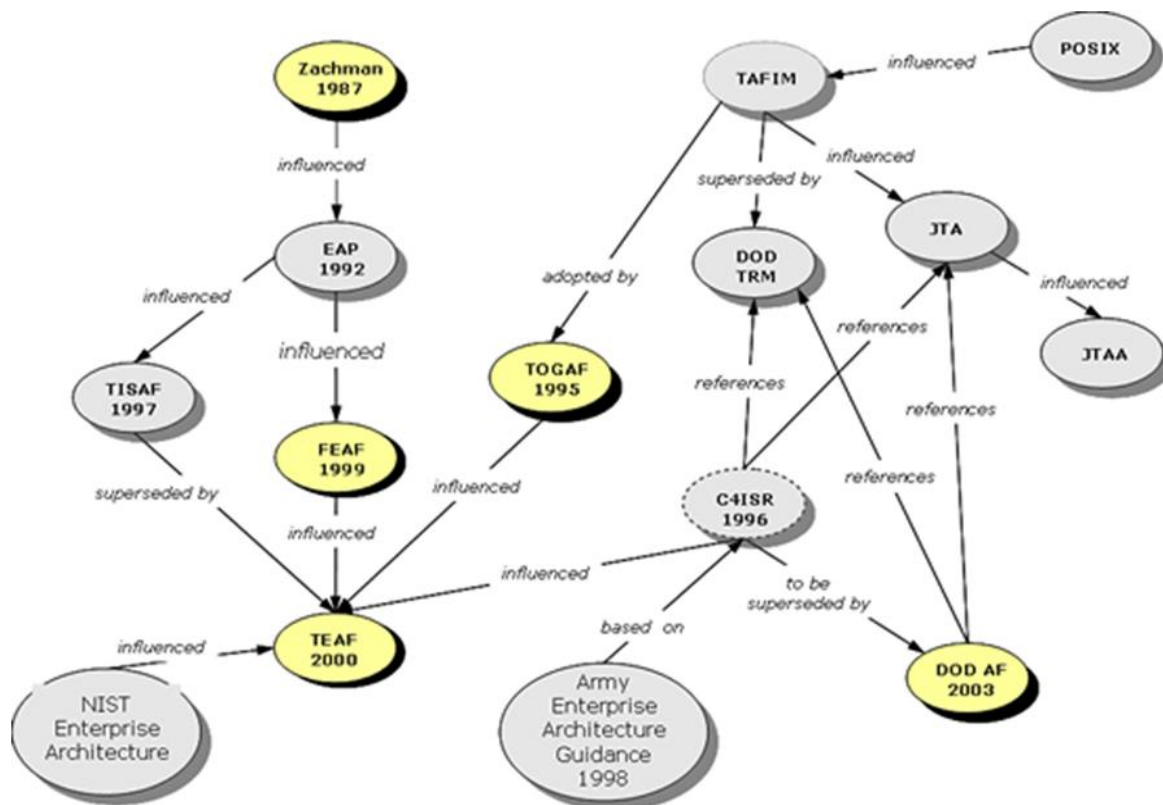 Zachman
1987
TAFIM
influenced
POSIX
influenced
superseded by
influenced
EAP
1992
DOD
TRM
JTA
influenced
adopted by
influenced
influenced
references
TISAF
1997
TOGAF
1995
JTAA
references
references
FEAF
1999
superseded by
influenced
references
C4ISR
1996
influenced
influenced
to be
superseded by
based on
influenced
TEAF
2000
DOD AF
2003
NIST
Enterprise
Architecture
Army
Enterprise
Architecture
Guidance
1998